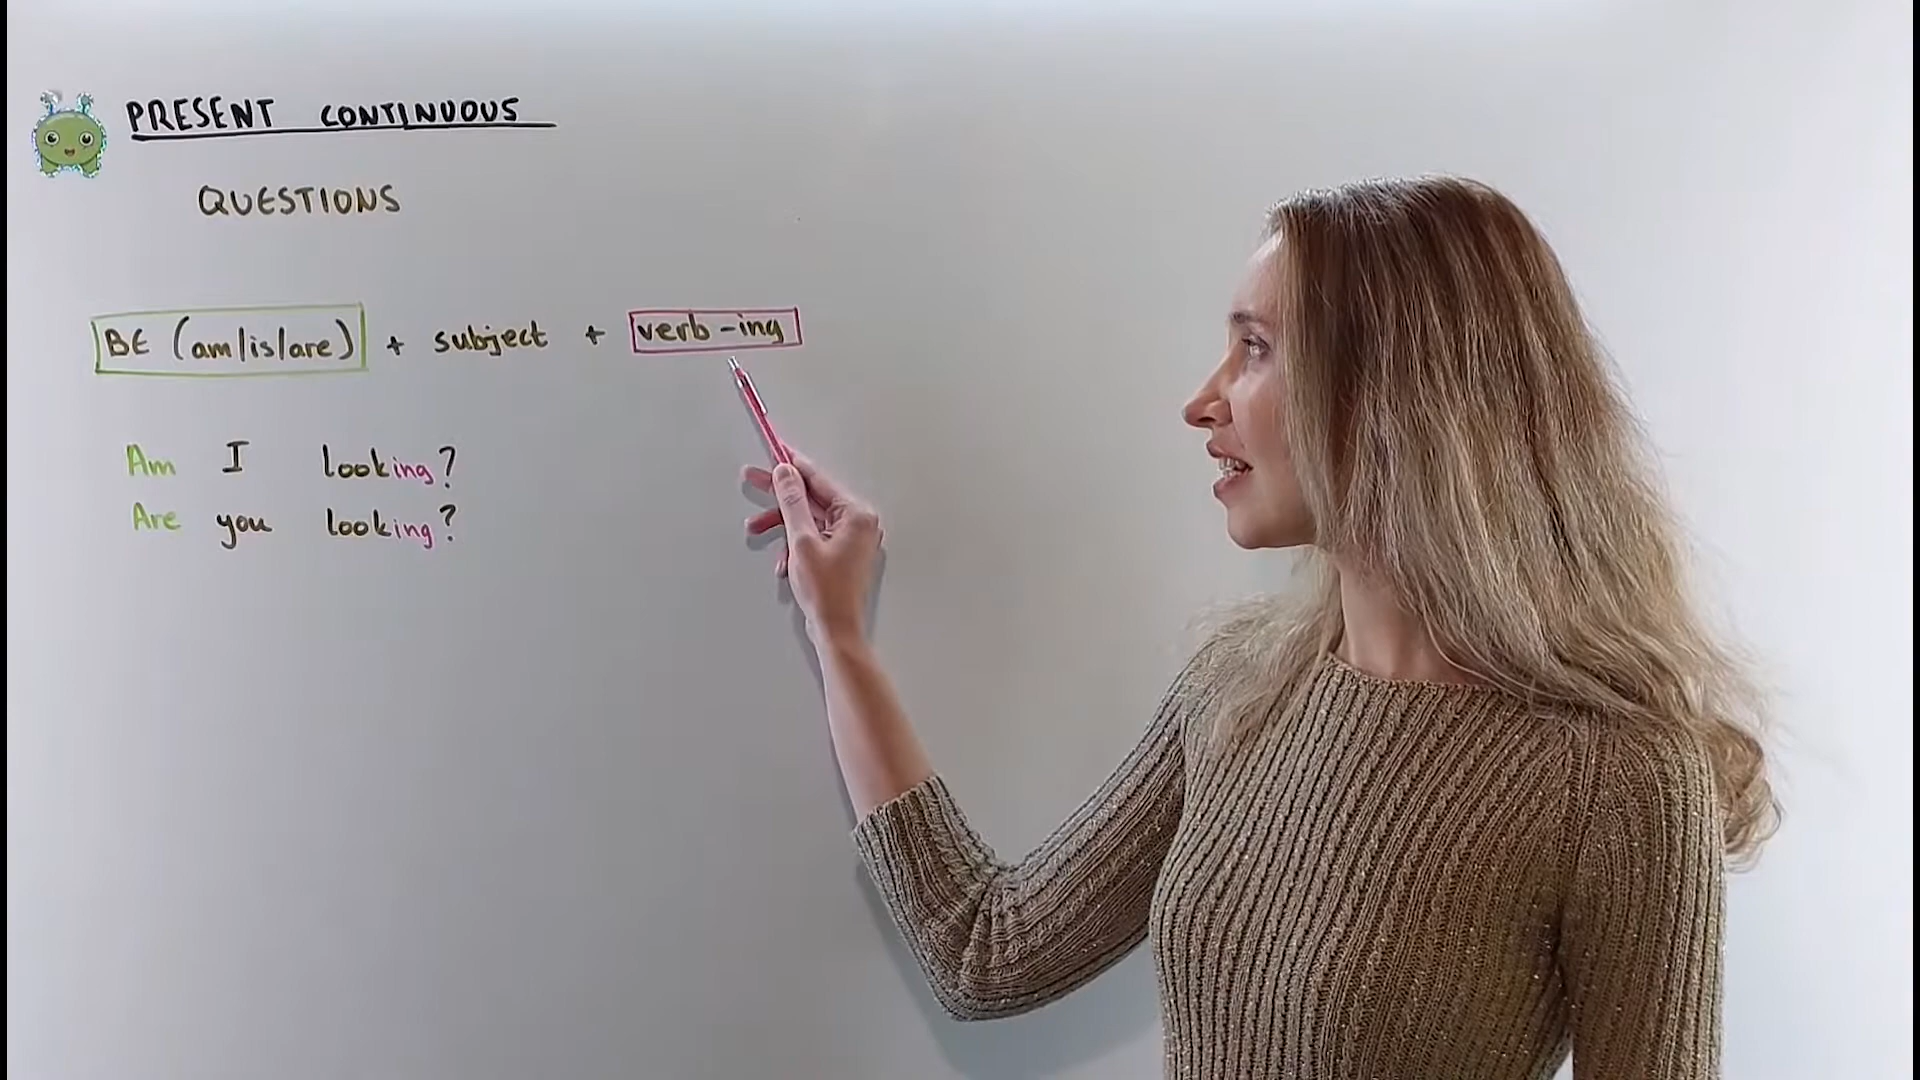 PRESENT CONTINUOUS
QUESTIONS
BE (am/is/are) + subject + verb-ing
Am I looking?
Are you looking?